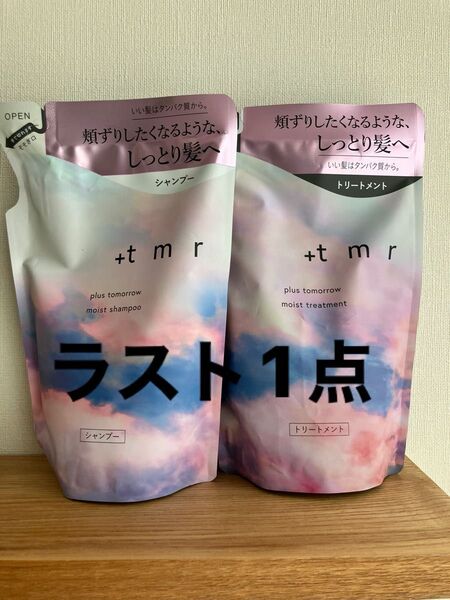 OPEN
いい髪はタンパク質から。
頬ずりしたくなるような、
しっとり髪へ
シャンプー
+tmr
plus tomorrow
moist shampoo
シャンプー
頬ずりしたくなるような、
しっとり髪へ
いい髪はタンパク質から。
トリートメント
+tmr
plus tomorrow
moist treatment
トリートメント
ラスト1点